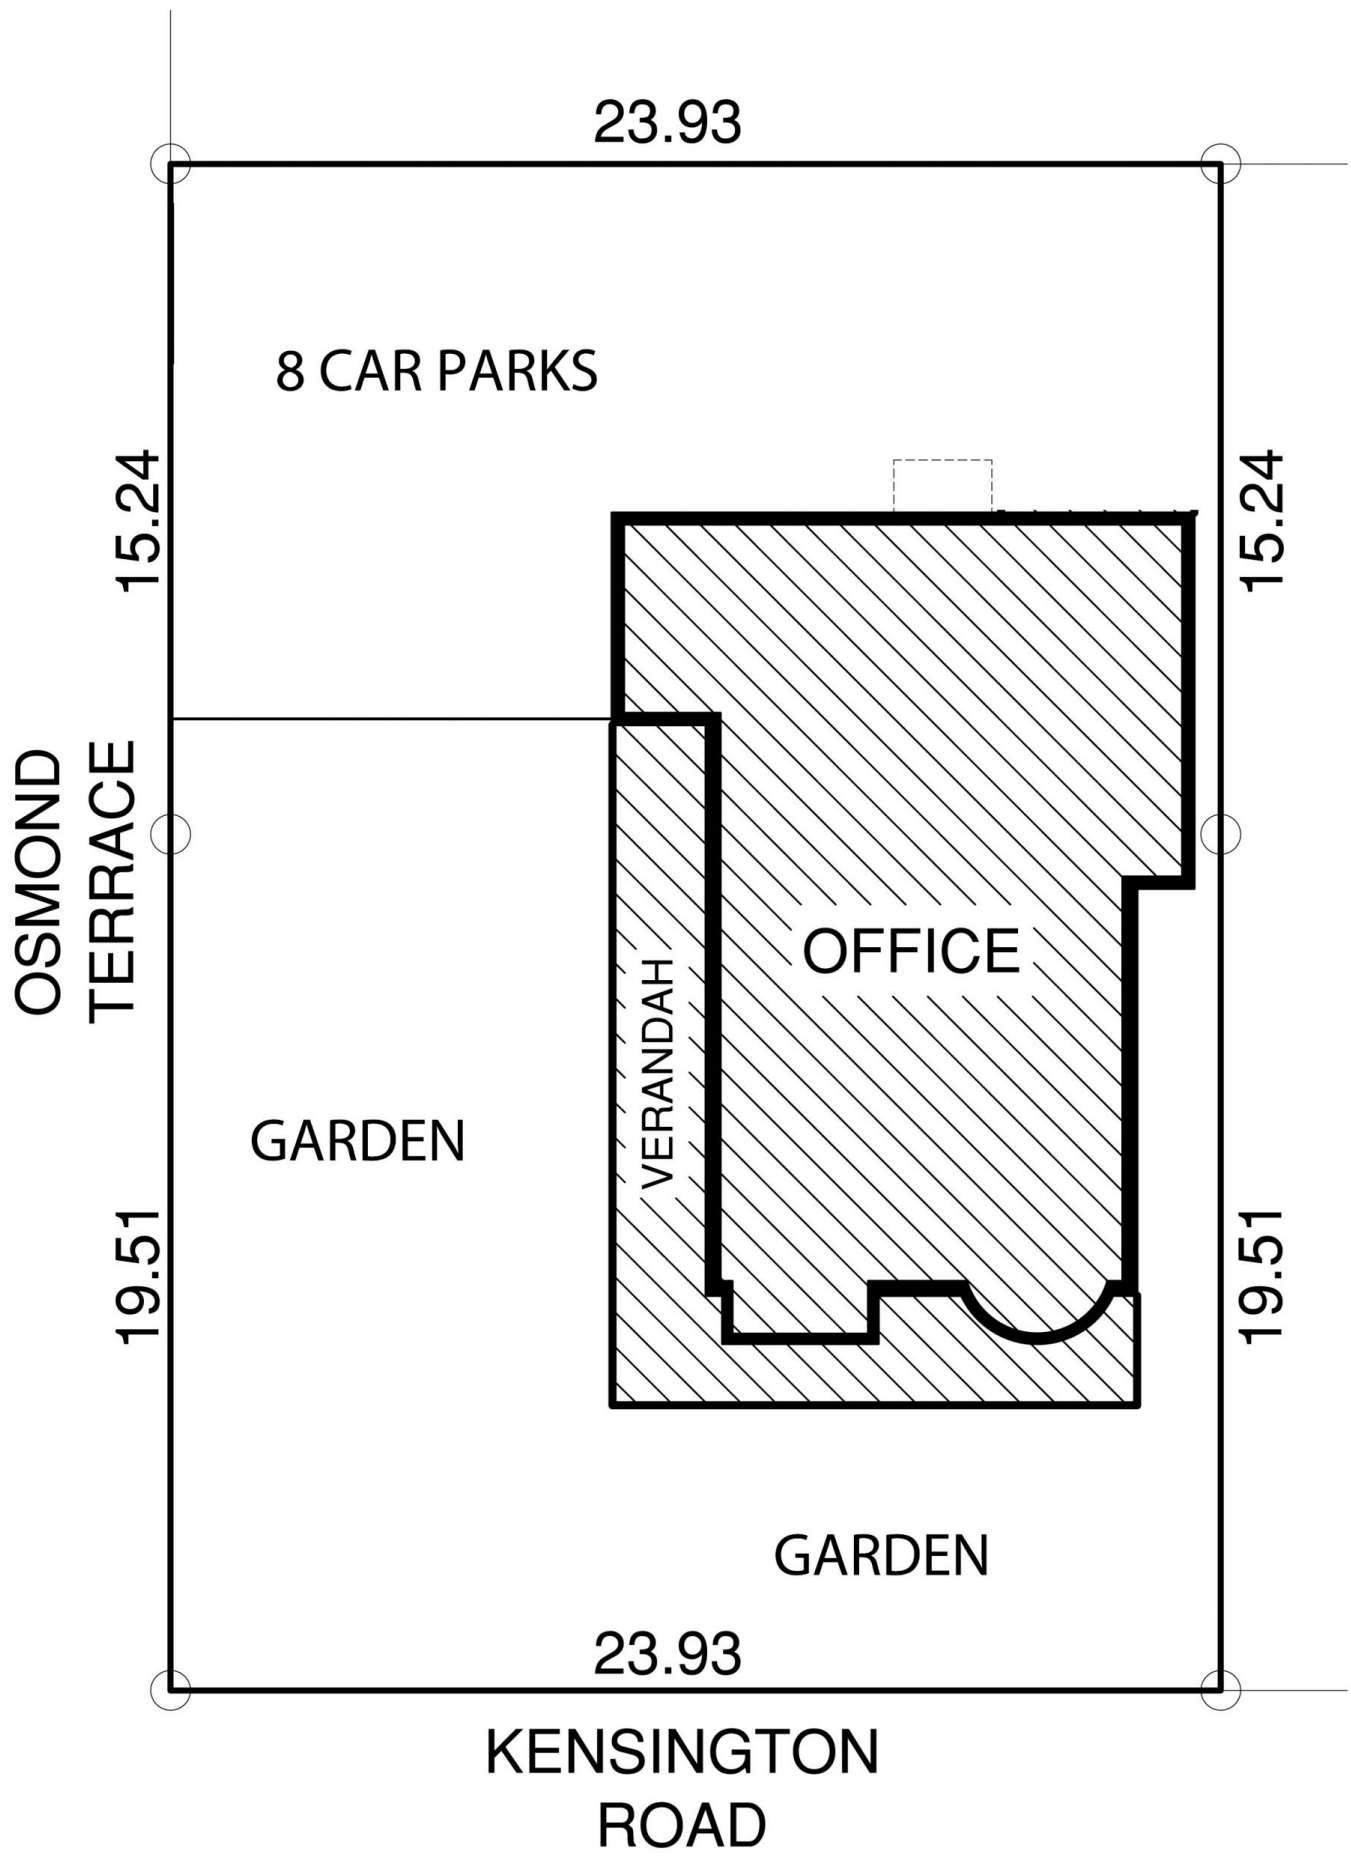 23.93
8 CAR PARKS
15.24
15.24
OSMOND
TERRACE
OFFICE
VERANDAH
GARDEN
19.51
19.51
GARDEN
23.93
KENSINGTON
ROAD